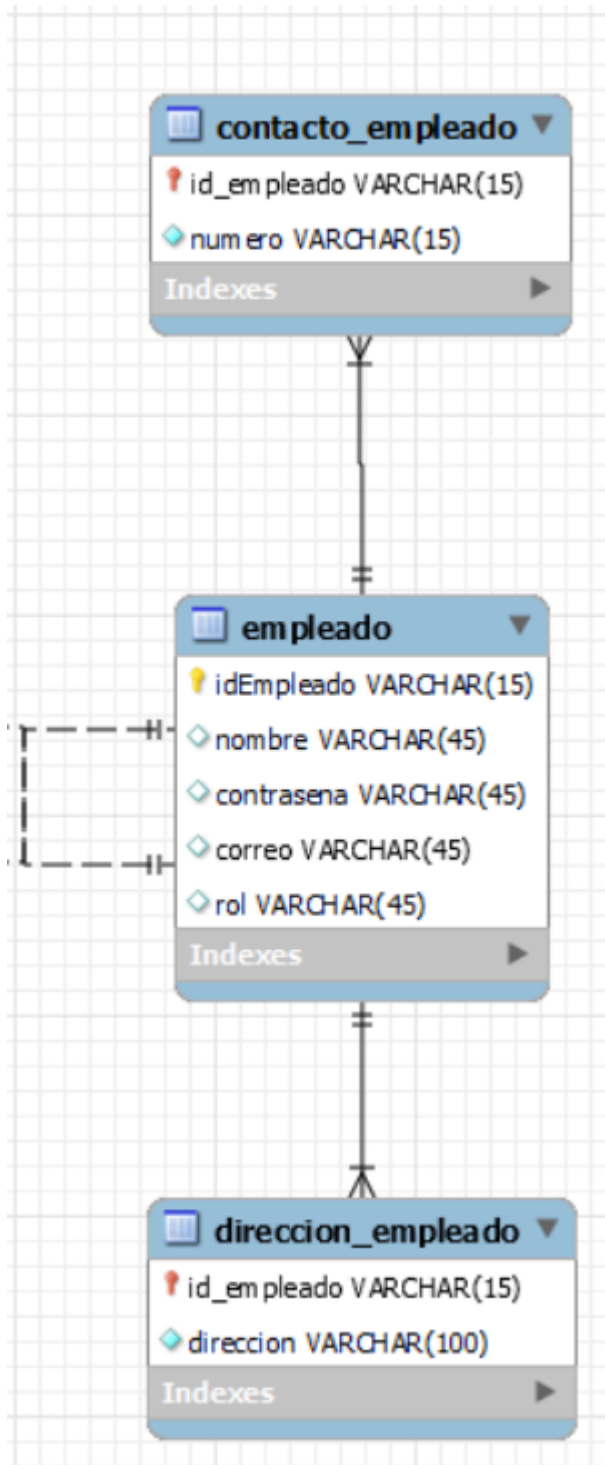 contacto_empleado
id_empleado VARCHAR(15)
numero VARCHAR(15)
Indexes
empleado
idEmpleado VARCHAR(15)
nombre VARCHAR(45)
contrasena VARCHAR(45)
correo VARCHAR(45)
rol VARCHAR(45)
Indexes
direccion_empleado
id_empleado VARCHAR(15)
direccion VARCHAR(100)
Indexes